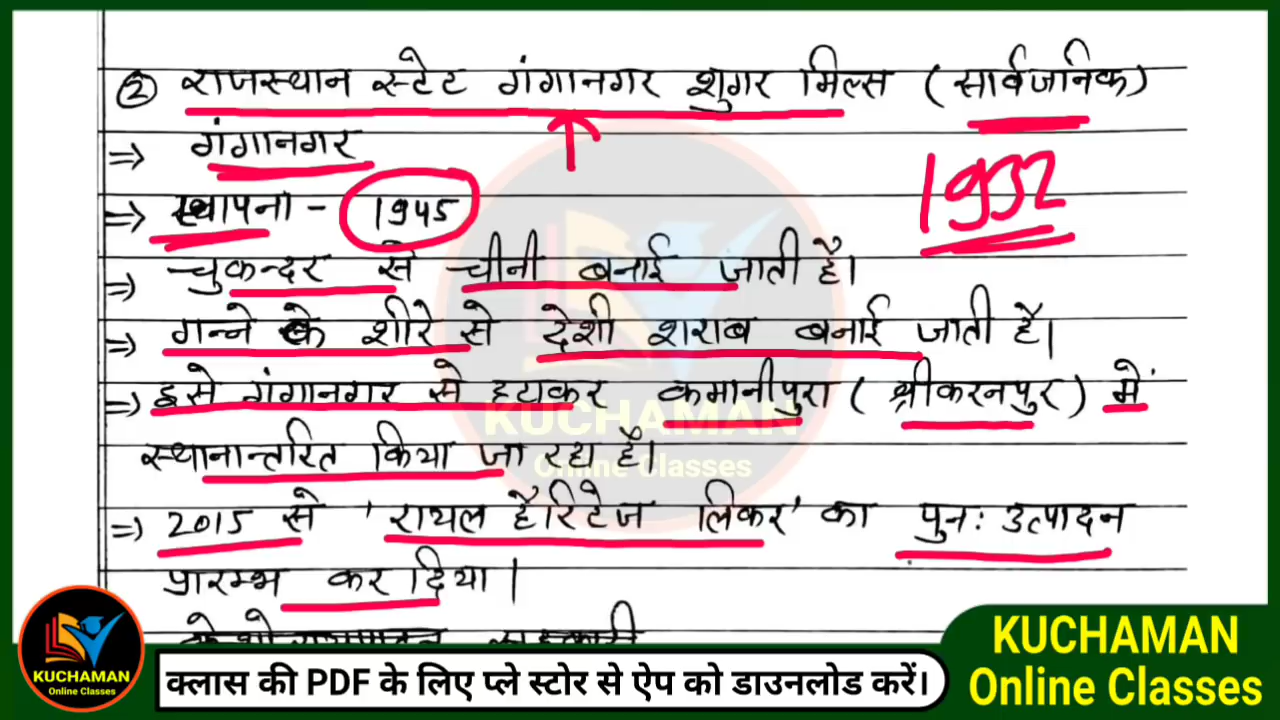 ② राजस्थान स्टेट गंगानगर शुगर मिल्स (सार्वजनिक)
⇒ गंगानगर
1932
⇒ स्थापना - 1945
⇒ चुकन्दर से चीनी बनाई जाती है।
⇒ गन्ने के शीरे से देशी शराब बनाई जाती है।
⇒ इसे गंगानगर से हटाकर कमानीपुरा (श्रीकरनपुर) में
स्थानान्तरित किया जा रहा है।
⇒ 2015 से 'रायल हैरिटेज लिकर' का पुनः उत्पादन
प्रारम्भ कर दिया।
KUCHAMAN
Online Classes
KUCHAMAN
Online Classes
क्लास की PDF के लिए प्ले स्टोर से ऐप को डाउनलोड करें।
KUCHAMAN
Online Classes